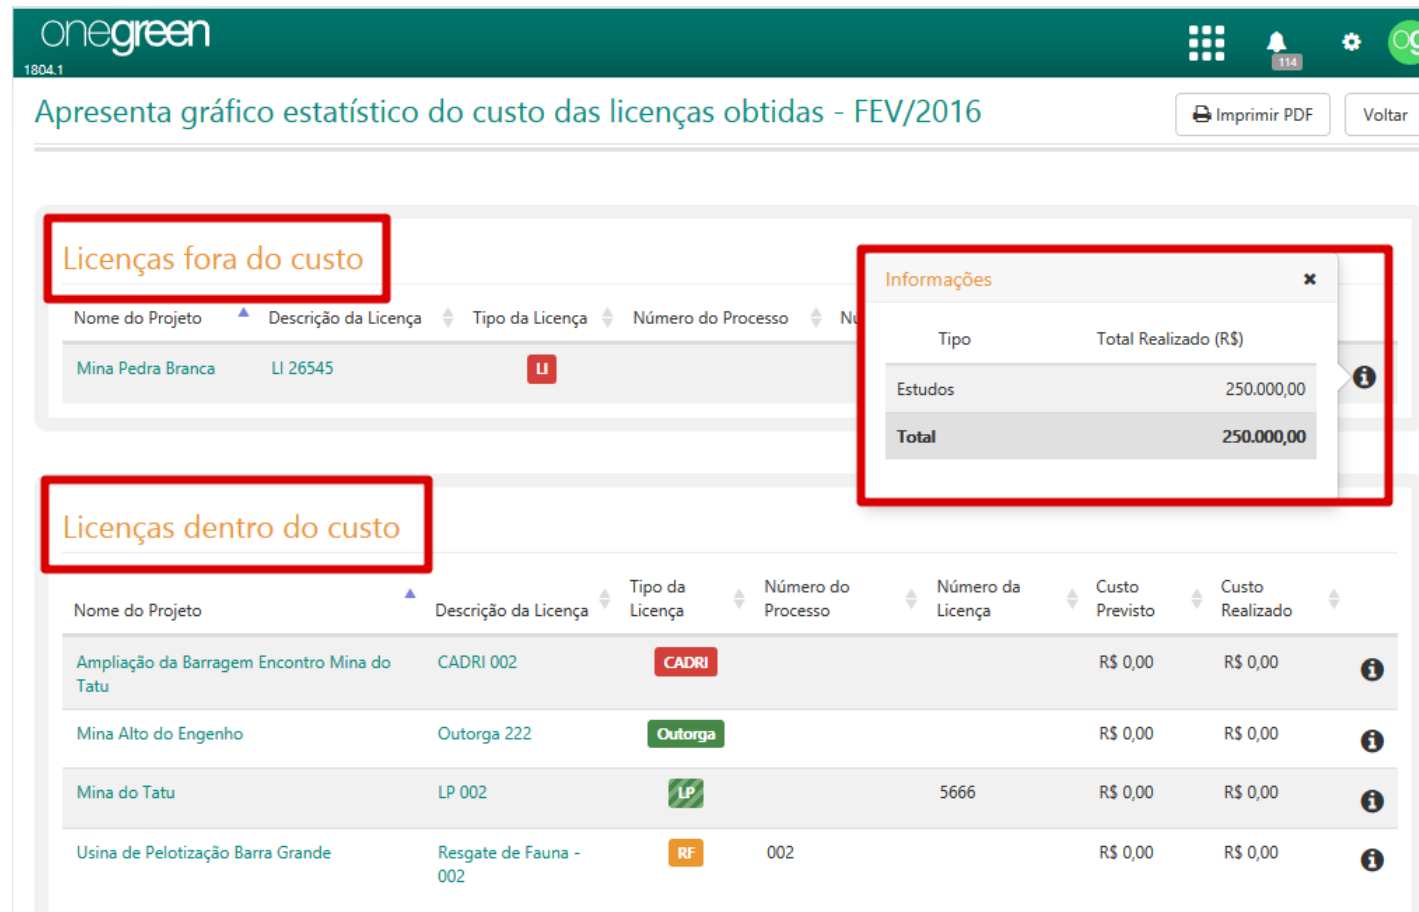 onegreen
1804.1
114
Apresenta gráfico estatístico do custo das licenças obtidas - FEV/2016
Imprimir PDF
Voltar
Licenças fora do custo
Nome do Projeto Descrição da Licença Tipo da Licença Número do Processo
Mina Pedra Branca LI 26545 LI
Informações
Tipo Total Realizado (R$)
Estudos 250.000,00
Total 250.000,00
Licenças dentro do custo
Nome do Projeto Descrição da Licença Tipo da Licença Número do Processo Número da Licença Custo Previsto Custo Realizado
Ampliação da Barragem Encontro Mina do Tatu CADRI 002 CADRI R$ 0,00 R$ 0,00
Mina Alto do Engenho Outorga 222 Outorga R$ 0,00 R$ 0,00
Mina do Tatu LP 002 LP 5666 R$ 0,00 R$ 0,00
Usina de Pelotização Barra Grande Resgate de Fauna - 002 RF 002 R$ 0,00 R$ 0,00